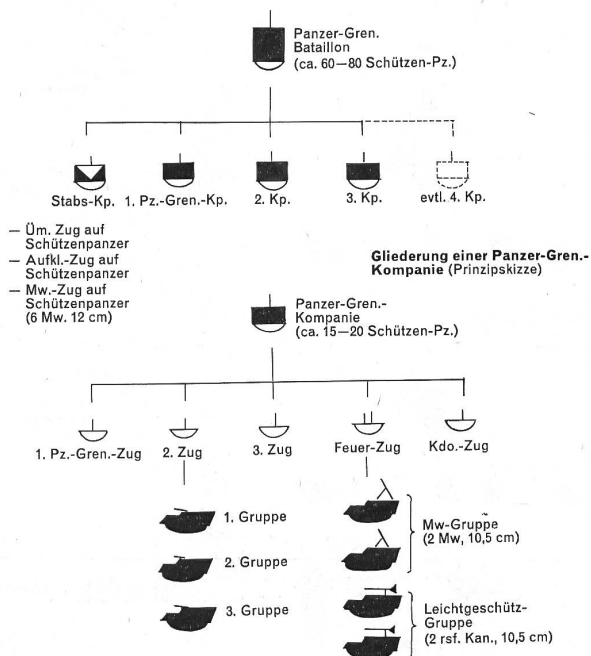 Panzer-Gren.
Bataillon
(ca. 60—80 Schützen-Pz.)
Stabs-Kp.
1. Pz.-Gren.-Kp.
2. Kp.
3. Kp.
evtl. 4. Kp.
— Üm. Zug auf
Schützenpanzer
— Aufkl.-Zug auf
Schützenpanzer
— Mw.-Zug auf
Schützenpanzer
(6 Mw. 12 cm)
Gliederung einer Panzer-Gren.-
Kompanie (Prinzipskizze)
Panzer-Gren.-
Kompanie
(ca. 15—20 Schützen-Pz.)
1. Pz.-Gren.-Zug
2. Zug
3. Zug
Feuer-Zug
Kdo.-Zug
1. Gruppe
2. Gruppe
3. Gruppe
Mw-Gruppe
(2 Mw, 10,5 cm)
Leichtgeschütz-
Gruppe
(2 rsf. Kan., 10,5 cm)